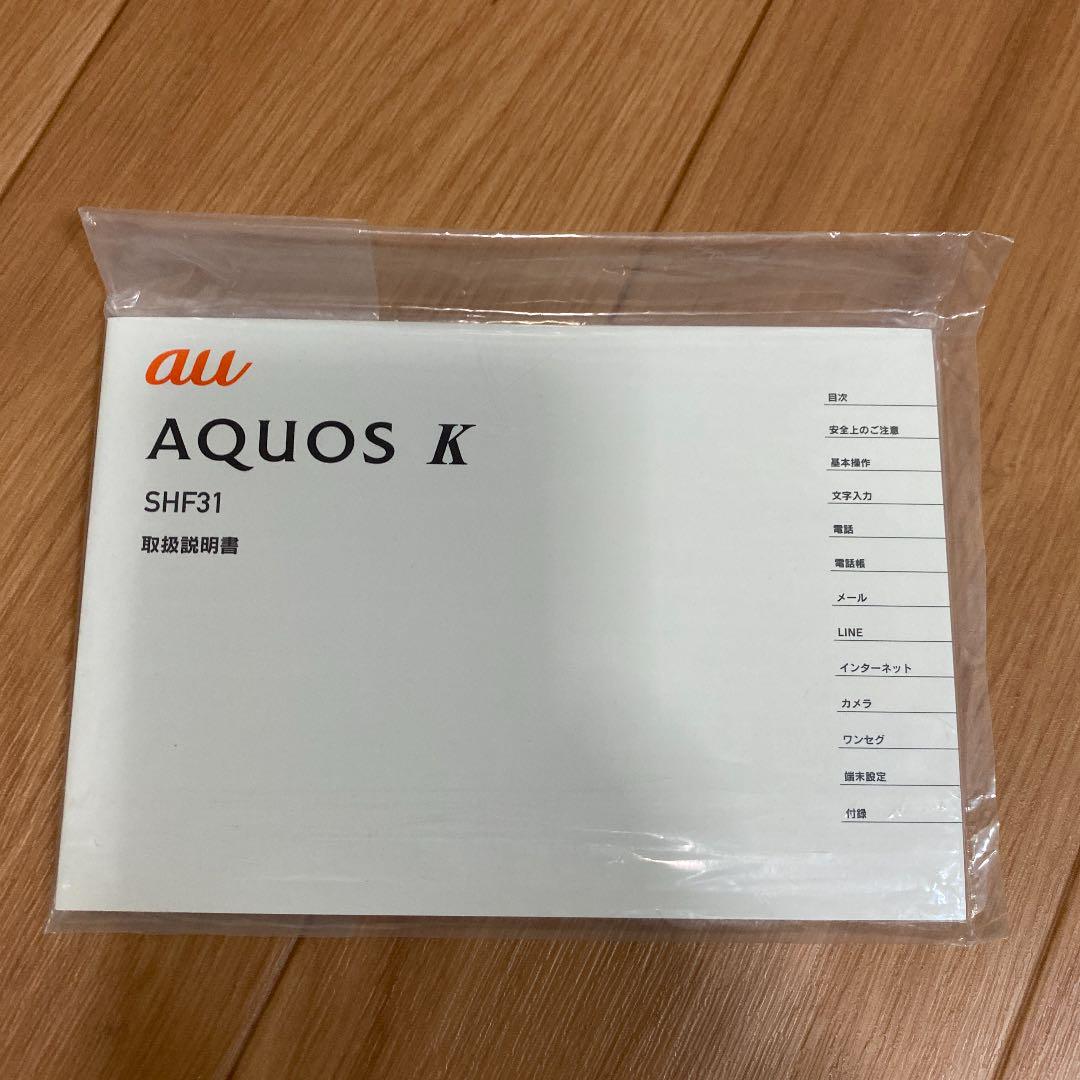 au
AQUOS K
SHF31
取扱説明書
目次
安全上のご注意
基本操作
文字入力
電話
電話帳
メール
LINE
インターネット
カメラ
ワンセグ
端末設定
付録